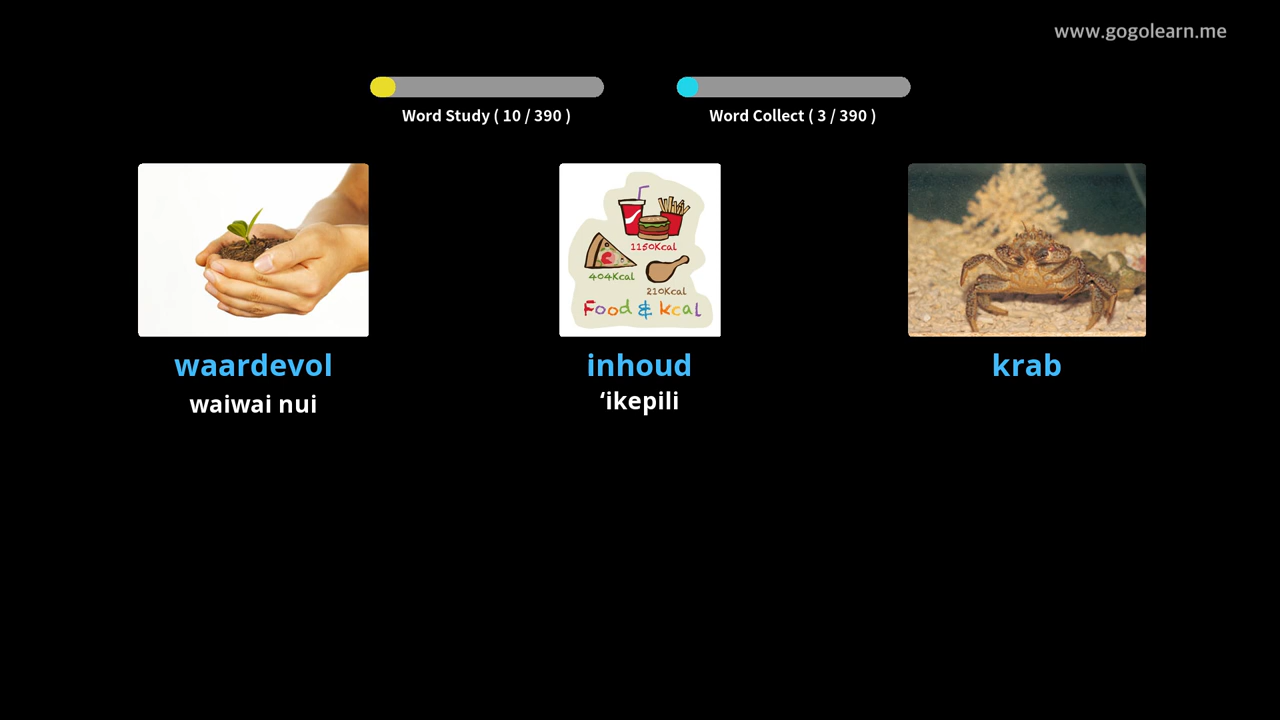 www.gogolearn.me
Word Study ( 10 / 390 )
Word Collect ( 3 / 390 )
1150Kcal
404Kcal
210Kcal
Food & kcal
waardevol
inhoud
krab
waiwai nui
ʻikepili